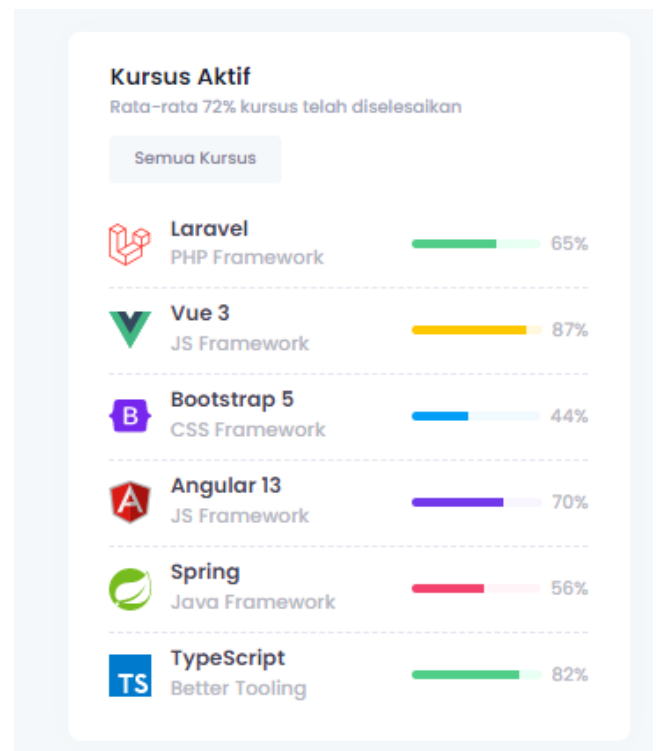 Kursus Aktif
Rata-rata 72% kursus telah diselesaikan
Semua Kursus
Laravel
PHP Framework
65%
Vue 3
JS Framework
87%
B
Bootstrap 5
CSS Framework
44%
A
Angular 13
JS Framework
70%
Spring
Java Framework
56%
TS
TypeScript
Better Tooling
82%